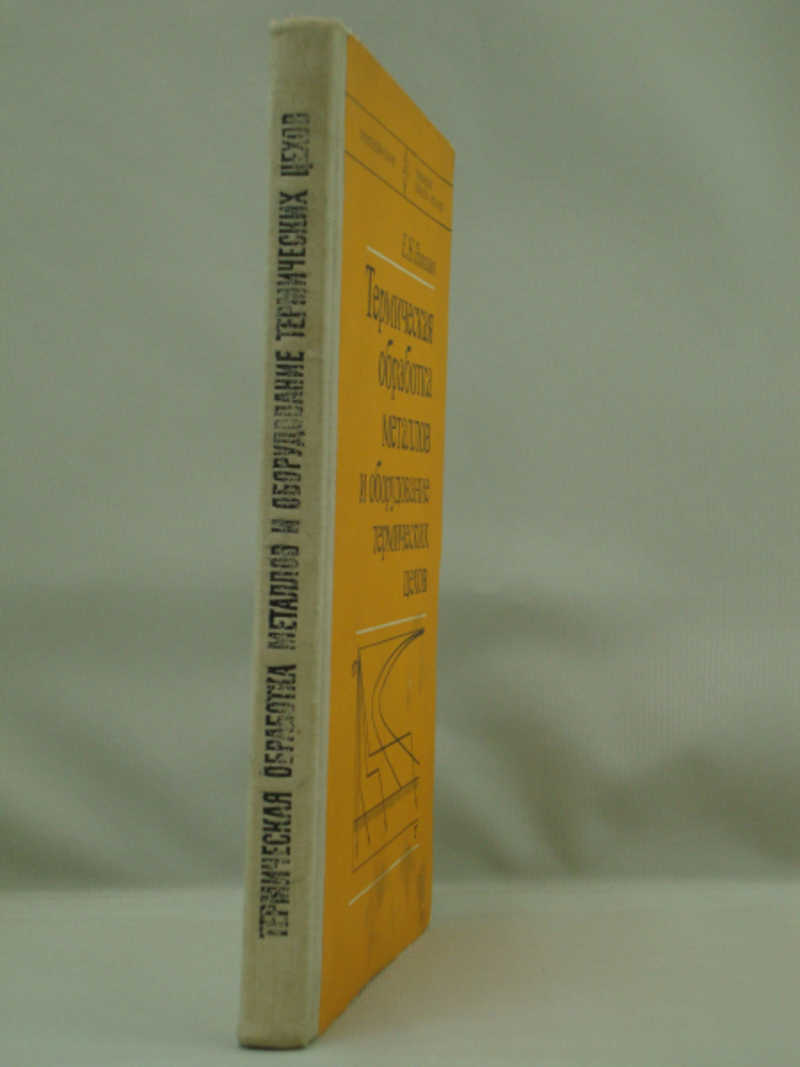 ТЕРМИЧЕСКАЯ ОБРАБОТКА МЕТАЛЛОВ И ОБОРУДОВАНИЕ ТЕРМИЧЕСКИХ ЦЕХОВ
Термическая
обработка
металлов
и оборудование
термических
цехов